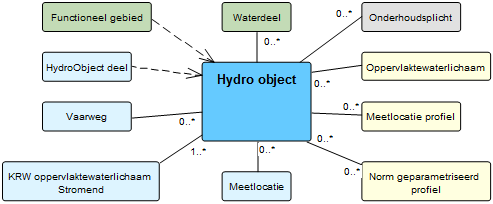 Functioneel gebied
Waterdeel
Onderhoudsplicht
0..*
0..*
HydroObject deel
Hydro object
Oppervlaktewaterlichaam
0..*
Vaarweg
0..*
0..*
Meetlocatie profiel
0..*
1..*
0..*
0..*
KRW oppervlaktewaterlichaam
Stromend
Meetlocatie
0..*
Norm geparametriseerd
profiel